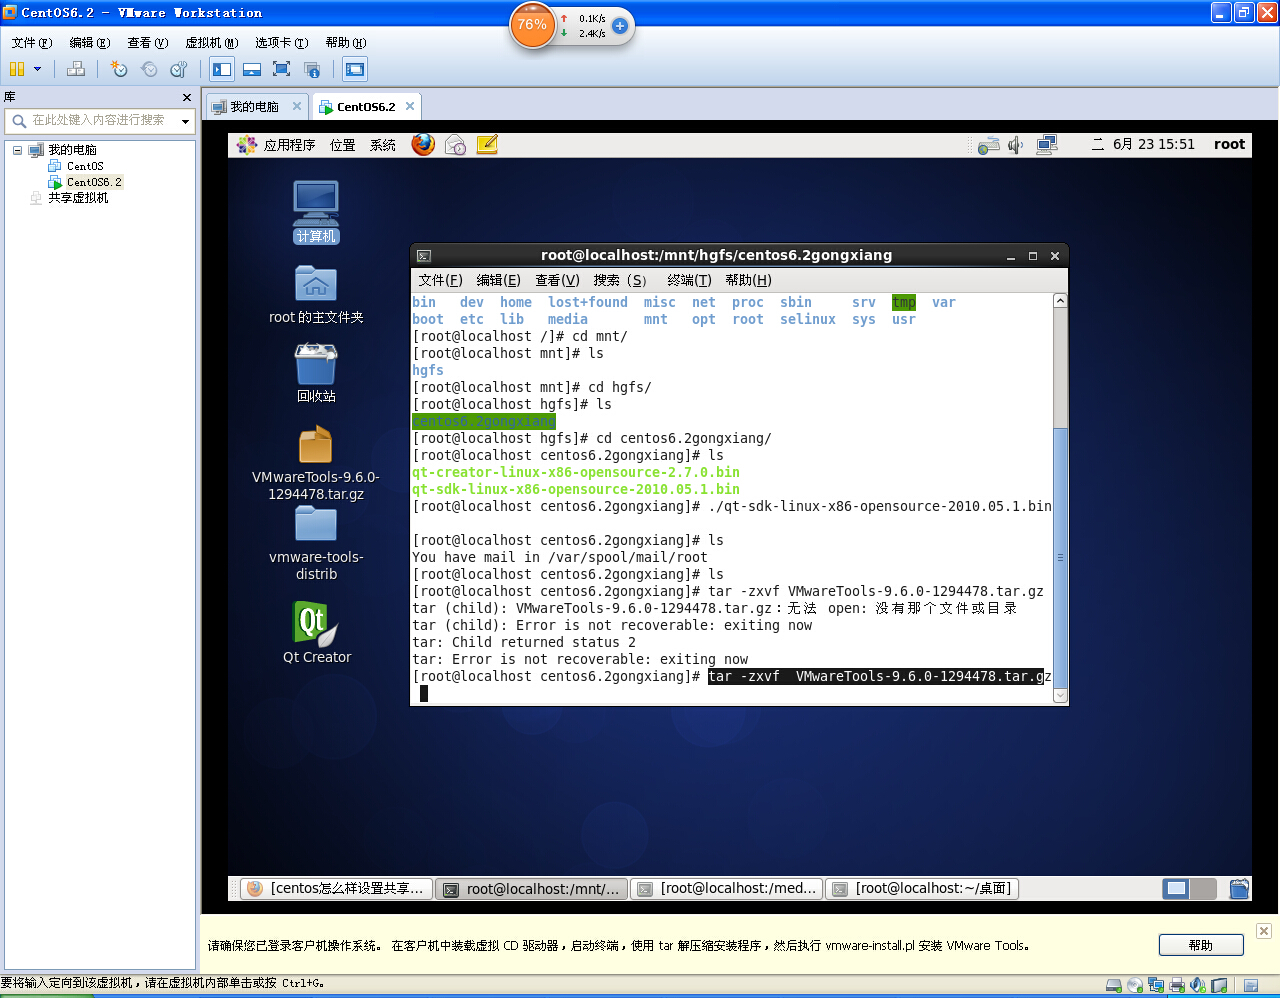 CentOS6.2 - VMware Workstation
76%
0.1K/s
2.4K/s
文件(F) 编辑(E) 查看(V) 虚拟机(M) 选项卡(T) 帮助(H)
库
在此处键入内容进行搜索
我的电脑
CentOS
CentOS6.2
共享虚拟机
我的电脑 CentOS6.2
应用程序 位置 系统
二 6月 23 15:51 root
计算机
root 的主文件夹
回收站
VMwareTools-9.6.0-
1294478.tar.gz
vmware-tools-
distrib
Qt Creator
root@localhost:/mnt/hgfs/centos6.2gongxiang
文件(F) 编辑(E) 查看(V) 搜索 (S) 终端(T) 帮助(H)
bin dev home lost+found misc net proc sbin srv tmp var
boot etc lib media mnt opt root selinux sys usr
[root@localhost /]# cd mnt/
[root@localhost mnt]# ls
hgfs
[root@localhost mnt]# cd hgfs/
[root@localhost hgfs]# ls
centos6.2gongxiang
[root@localhost hgfs]# cd centos6.2gongxiang/
[root@localhost centos6.2gongxiang]# ls
qt-creator-linux-x86-opensource-2.7.0.bin
qt-sdk-linux-x86-opensource-2010.05.1.bin
[root@localhost centos6.2gongxiang]# ./qt-sdk-linux-x86-opensource-2010.05.1.bin
[root@localhost centos6.2gongxiang]# ls
You have mail in /var/spool/mail/root
[root@localhost centos6.2gongxiang]# ls
[root@localhost centos6.2gongxiang]# tar -zxvf VMwareTools-9.6.0-1294478.tar.gz
tar (child): VMwareTools-9.6.0-1294478.tar.gz：无法 open: 没有那个文件或目录
tar (child): Error is not recoverable: exiting now
tar: Child returned status 2
tar: Error is not recoverable: exiting now
[root@localhost centos6.2gongxiang]# tar -zxvf  VMwareTools-9.6.0-1294478.tar.gz
[centos怎么样设置共享... root@localhost:/mnt/... [root@localhost:/med... [root@localhost:~/桌面]
请确保您已登录客户机操作系统。 在客户机中装载虚拟 CD 驱动器，启动终端，使用 tar 解压缩安装程序，然后执行 vmware-install.pl 安装 VMware Tools。
帮助
要将输入定向到该虚拟机，请在虚拟机内部单击或按 Ctrl+G。